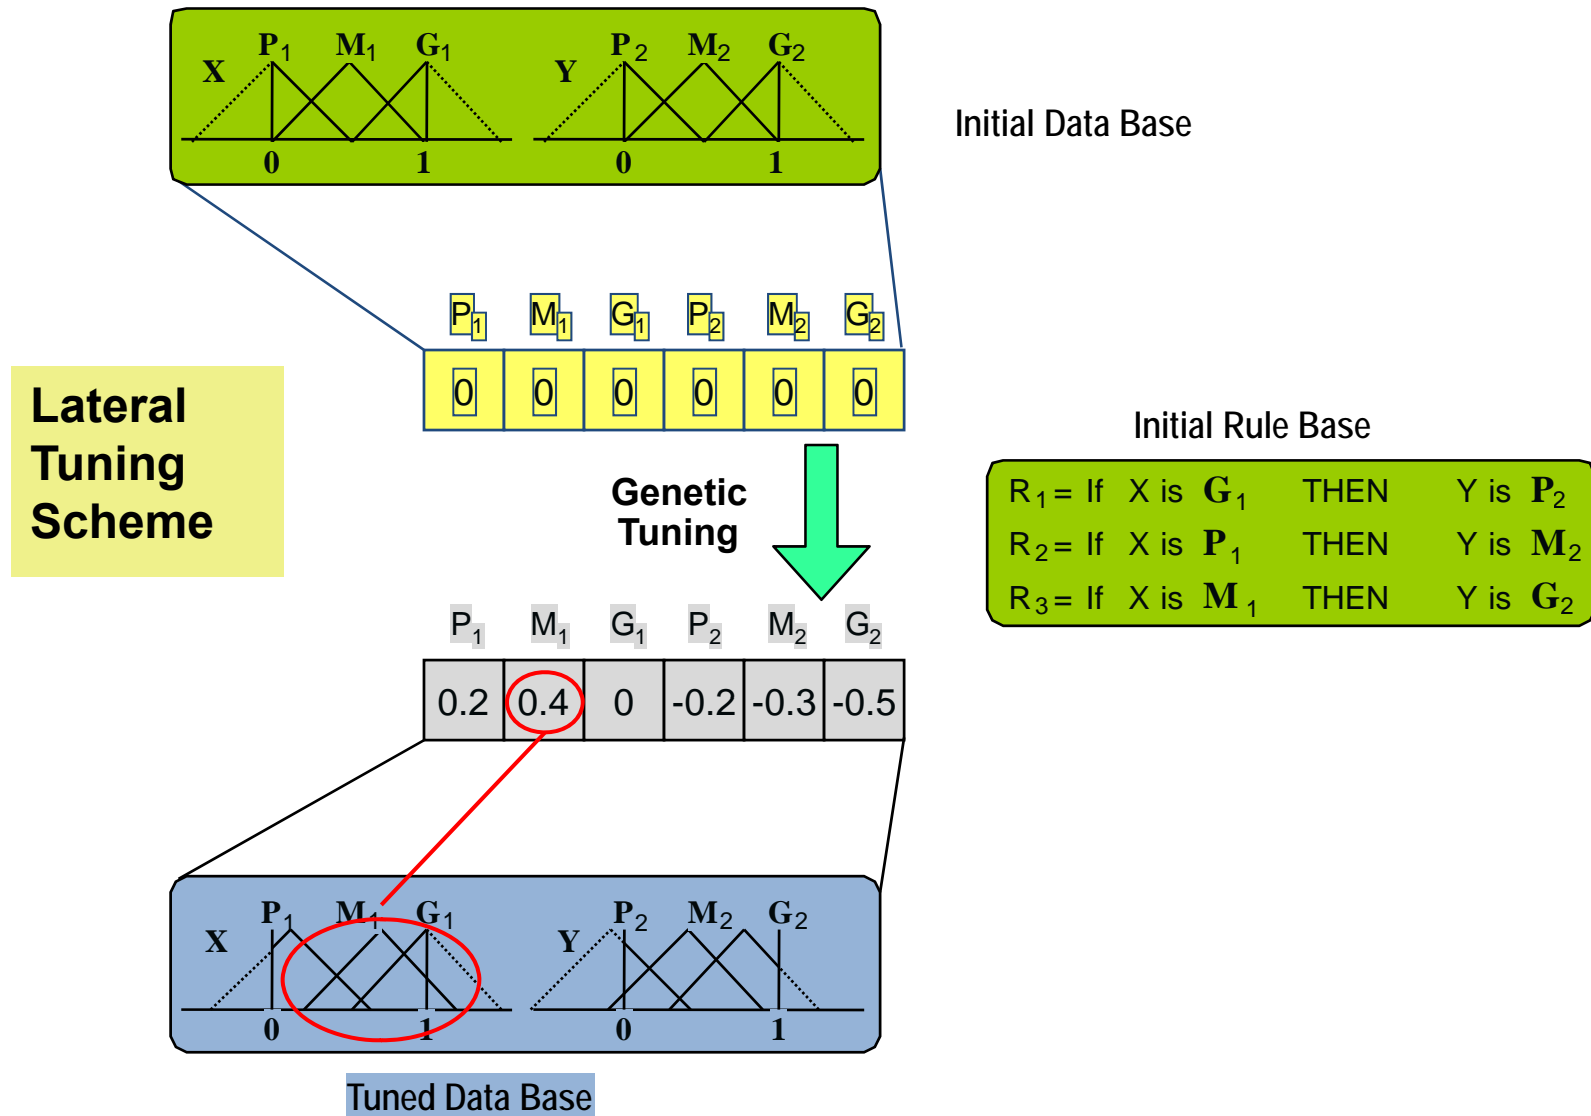 P1 M1 G1 P2 M2 G2
X Y
0 1 0 1
Initial Data Base
P1 M1 G1 P2 M2 G2
0 0 0 0 0 0
Lateral
Tuning
Scheme
Genetic
Tuning
Initial Rule Base
R1 = If X is G1 THEN Y is P2
R2 = If X is P1 THEN Y is M2
R3 = If X is M1 THEN Y is G2
P1 M1 G1 P2 M2 G2
0.2 0.4 0 -0.2 -0.3 -0.5
P1 M1 G1 P2 M2 G2
X Y
0 1 0 1
Tuned Data Base